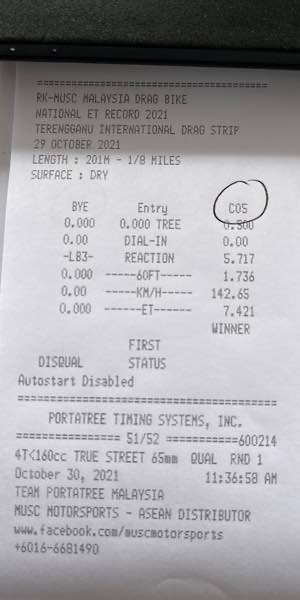 ===========================================
RK-MUSC MALAYSIA DRAG BIKE
NATIONAL ET RECORD 2021
TERENGGANU INTERNATIONAL DRAG STRIP
29 OCTOBER 2021
LENGTH : 201M - 1/8 MILES
SURFACE : DRY
BYE Entry C05
0.000 0.000 TREE 0.500
0.00 DIAL-IN 0.00
-LB3- REACTION 5.717
0.000 ------60FT------ 1.736
0.00 ------KM/H------ 142.65
0.000 -------ET------- 7.421
WINNER
FIRST
DISQUAL STATUS
Autostart Disabled
===========================================
PORTATREE TIMING SYSTEMS, INC.
================ 51/52 ===========600214
4T<160cc TRUE STREET 65mm QUAL RND 1
October 30, 2021 11:36:58 AM
TEAM PORTATREE MALAYSIA
MUSC MOTORSPORTS - ASEAN DISTRIBUTOR
www.facebook.com/muscmotorsports
+6016-6681490